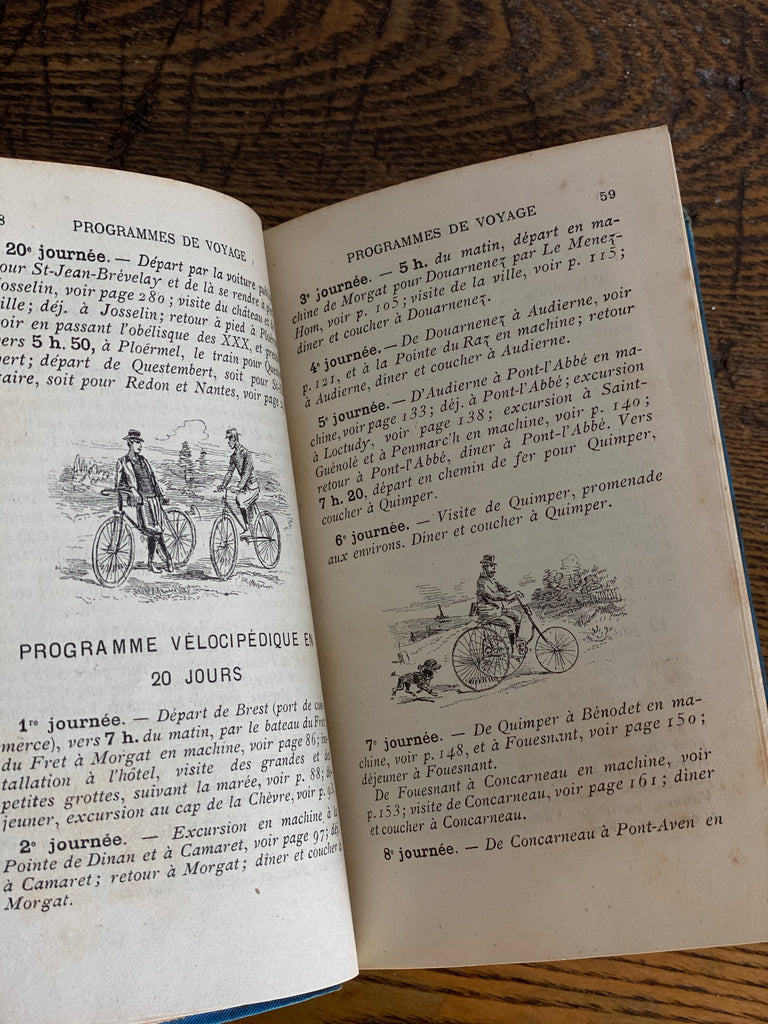 8
PROGRAMMES DE VOYAGE
20e journée. — Départ par la voiture
pour St-Jean-Brévelay et de là se rendre à
Josselin, voir page 280; visite du château et
ville; déj. à Josselin; retour à pied à
voir en passant l'obélisque des XXX, et
vers 5 h. 50, à Ploërmel, le train pour
bert; départ de Questembert, soit pour
zaire, soit pour Redon et Nantes, voir
PROGRAMME VÉLOCIPÉDIQUE EN
20 JOURS
1re journée. — Départ de Brest (port de com-
merce), vers 7 h. du matin, par le bateau du Fret
du Fret à Morgat en machine, voir page 86;
tallation à l'hôtel, visite des grandes et
petites grottes, suivant la marée, voir p. 88;
jeuner, excursion au cap de la Chèvre, voir p.
2e journée. — Excursion en machine à
Pointe de Dinan et à Camaret, voir page 97;
à Camaret; retour à Morgat; dîner et coucher à
Morgat.
PROGRAMMES DE VOYAGE 59
3e journée. — 5 h. du matin, départ en ma-
chine de Morgat pour Douarnenez par Le Menez-
Hom, voir p. 105; visite de la ville, voir p. 115;
dîner et coucher à Douarnenez.
4e journée. — De Douarnenez à Audierne, voir
p. 121, et à la Pointe du Raz en machine; retour
à Audierne, dîner et coucher à Audierne.
5e journée. — D'Audierne à Pont-l'Abbé en ma-
chine, voir page 133; déj. à Pont-l'Abbé; excursion
à Loctudy, voir page 138; excursion à Saint-
Guénolé et à Penmarc'h en machine, voir p. 140;
retour à Pont-l'Abbé, dîner à Pont-l'Abbé. Vers
7 h. 20, départ en chemin de fer pour Quimper,
coucher à Quimper.
6e journée. — Visite de Quimper, promenade
aux environs. Dîner et coucher à Quimper.
7e journée. — De Quimper à Bénodet en ma-
chine, voir p. 148, et à Fouesnant, voir page 150;
déjeuner à Fouesnant.
De Fouesnant à Concarneau en machine, voir
p. 153; visite de Concarneau, voir page 161; dîner
et coucher à Concarneau.
8e journée. — De Concarneau à Pont-Aven en